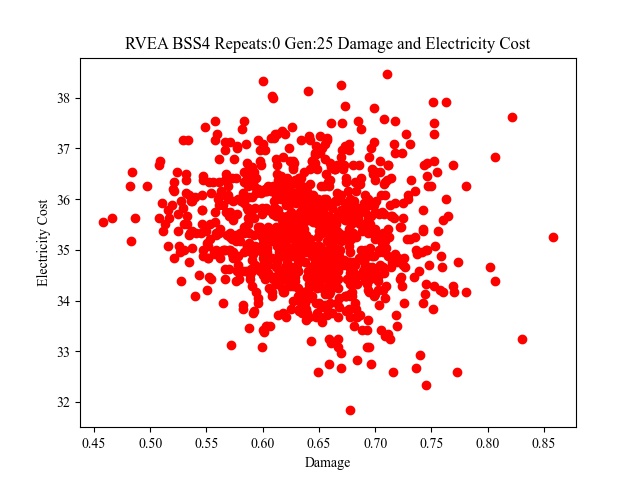 RVEA BSS4 Repeats:0 Gen:25 Damage and Electricity Cost
38
37
36
35
34
33
32
Electricity Cost
0.45 0.50 0.55 0.60 0.65 0.70 0.75 0.80 0.85
Damage